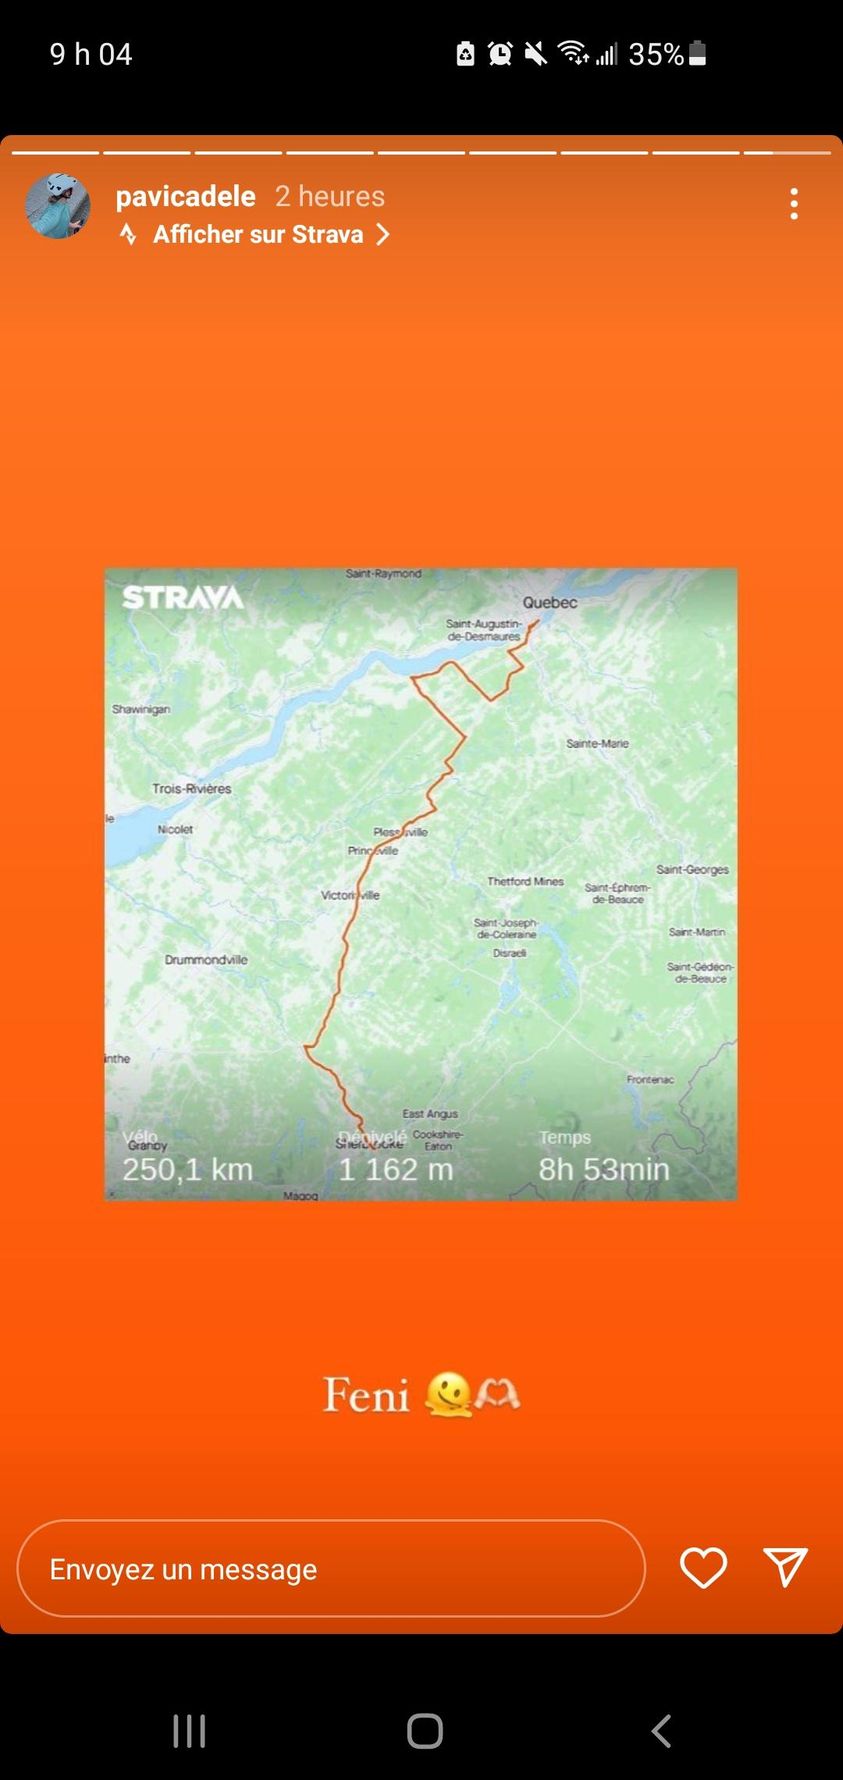 9 h 04
35%
pavicadele 2 heures
Afficher sur Strava
Saint-Raymond
STRAVA
Quebec
Saint-Augustin-
de-Desmaures
Shawinigan
Sainte-Marie
Trois-Rivières
le
Nicolet
Plessisville
Princeville
Saint-Georges
Thetford Mines
Saint-Éphrem-
de-Beauce
Victoriaville
Saint-Joseph-
de-Coleraine
Saint-Martin
Disraeli
Drummondville
Saint-Gédéon-
de-Beauce
inthe
Frontenac
East Angus
Vélo
Dénivelé
Cookshire-
Eaton
Temps
Granby
Sherbrooke
250,1 km
1 162 m
8h 53min
Magog
Feni 🫠🫶
Envoyez un message